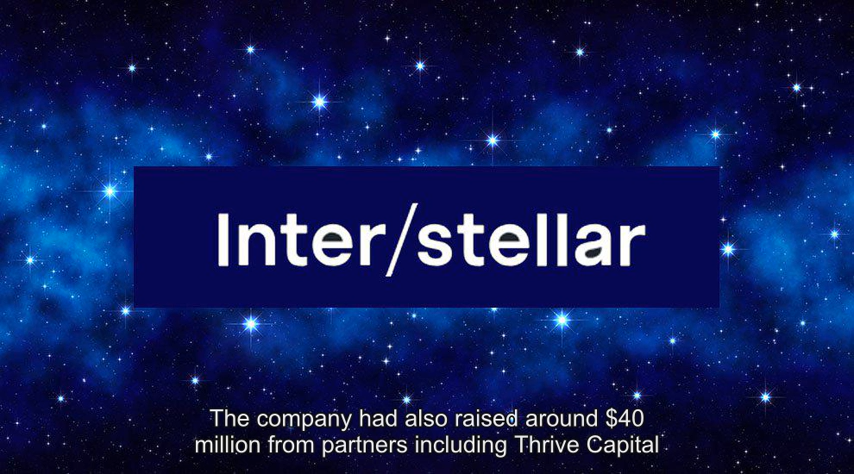 Inter/stellar
The company had also raised around $40
million from partners including Thrive Capital